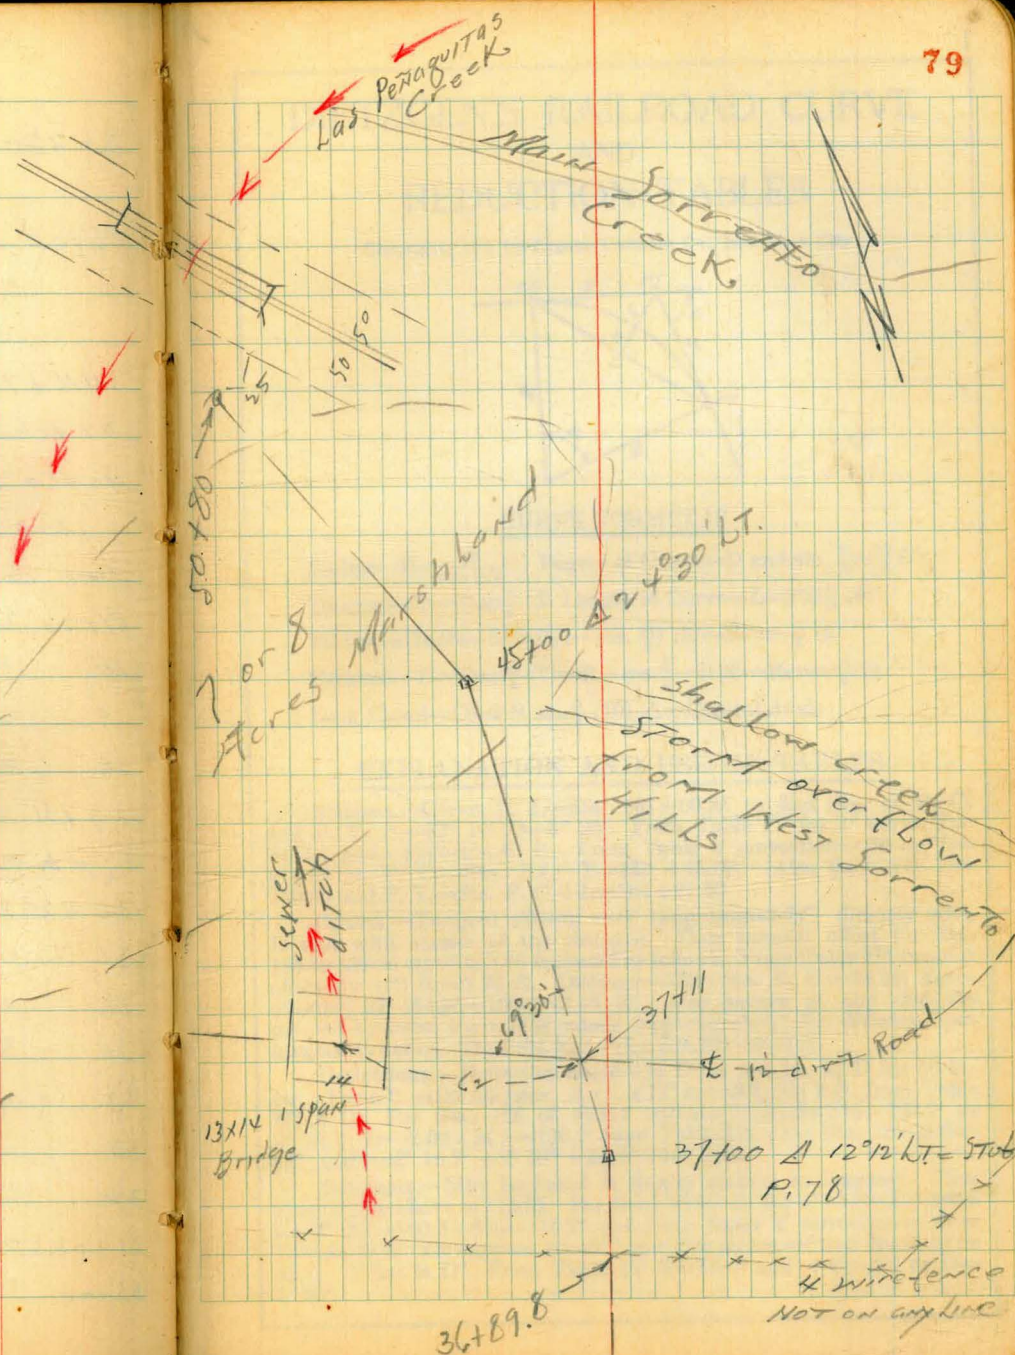 79
Las Peñaquitas
Creek
Main Sorrento
Creek
50 50
25
50+80
Marshland
7 or 8
Acres
45+00 Δ 24°30' LT.
shallow creek
STORM overflow
from West Sorrento
HILLS
sewer
DITCH
69°30'
37+11
62
℄ 12' dirt Road
14
13x14 1 span
Bridge
37+00 Δ 12°12' LT. = STub
P. 78
4 wire fence
NOT ON any Line
36+89.8